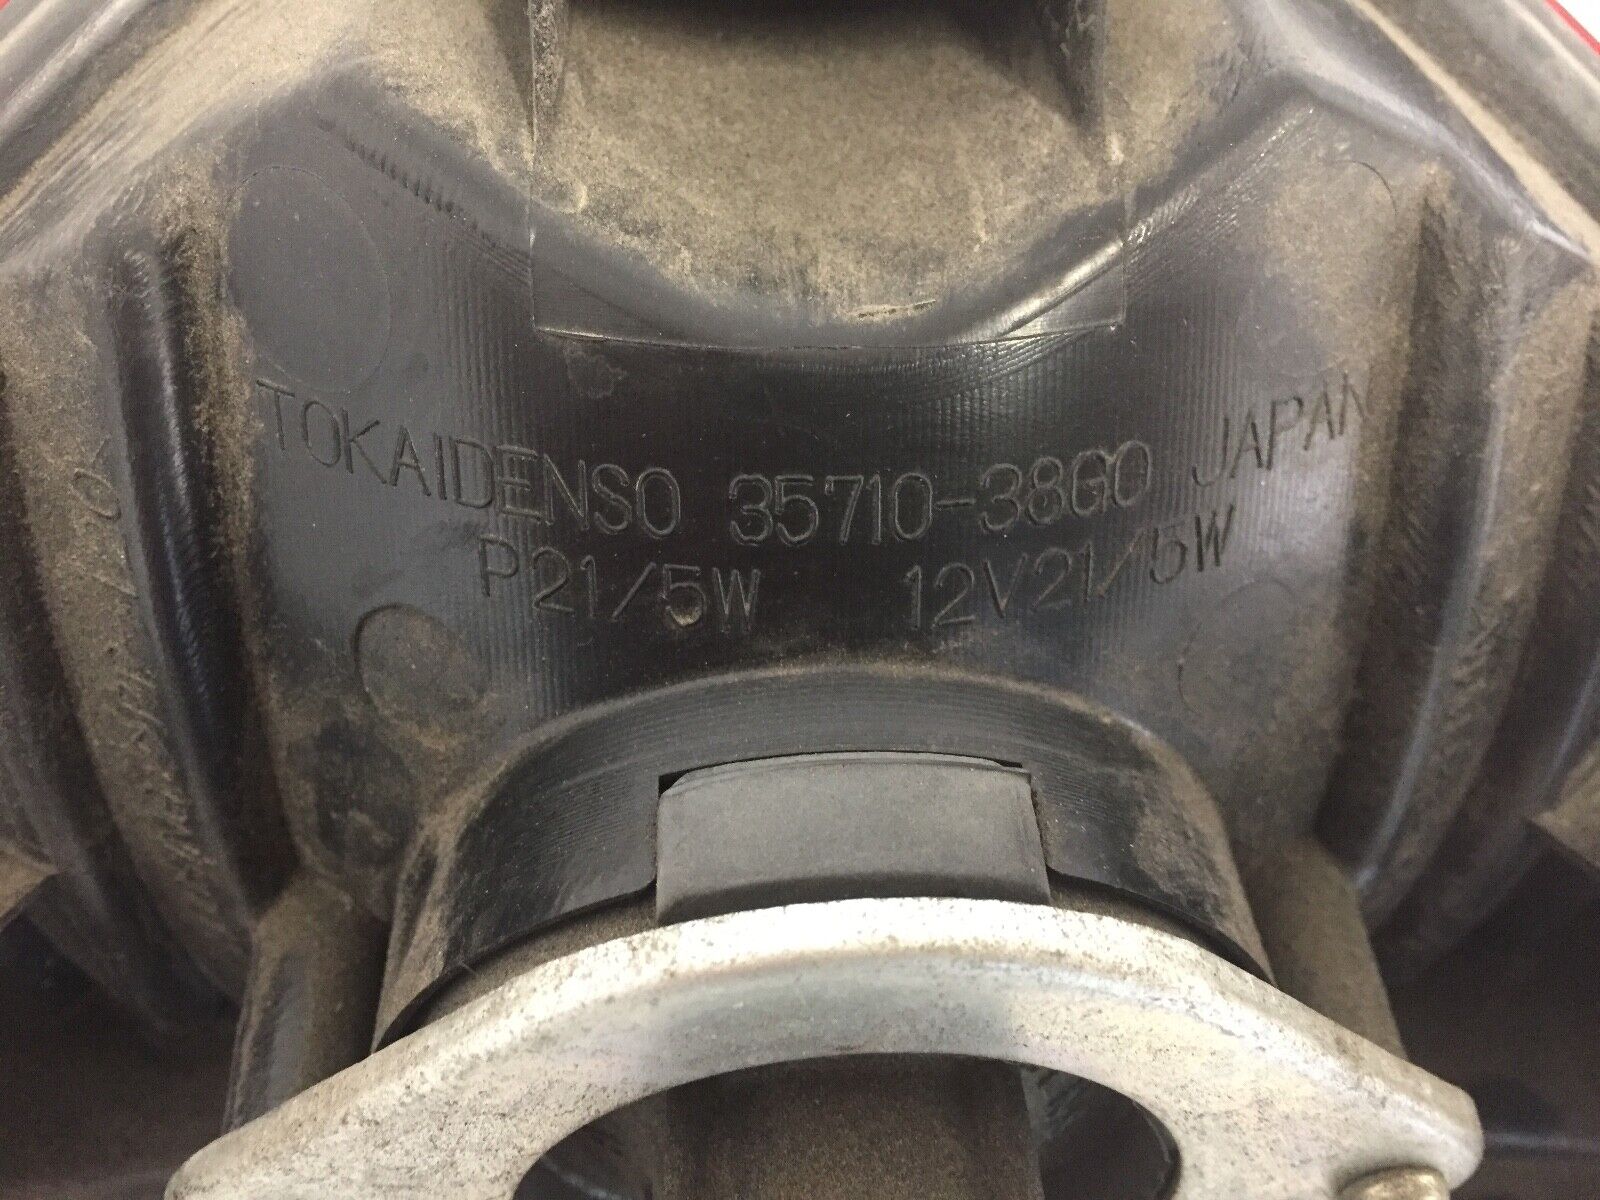 TOKAIDENSO 35710-38G0 JAPAN
P21/5W 12V21/5W